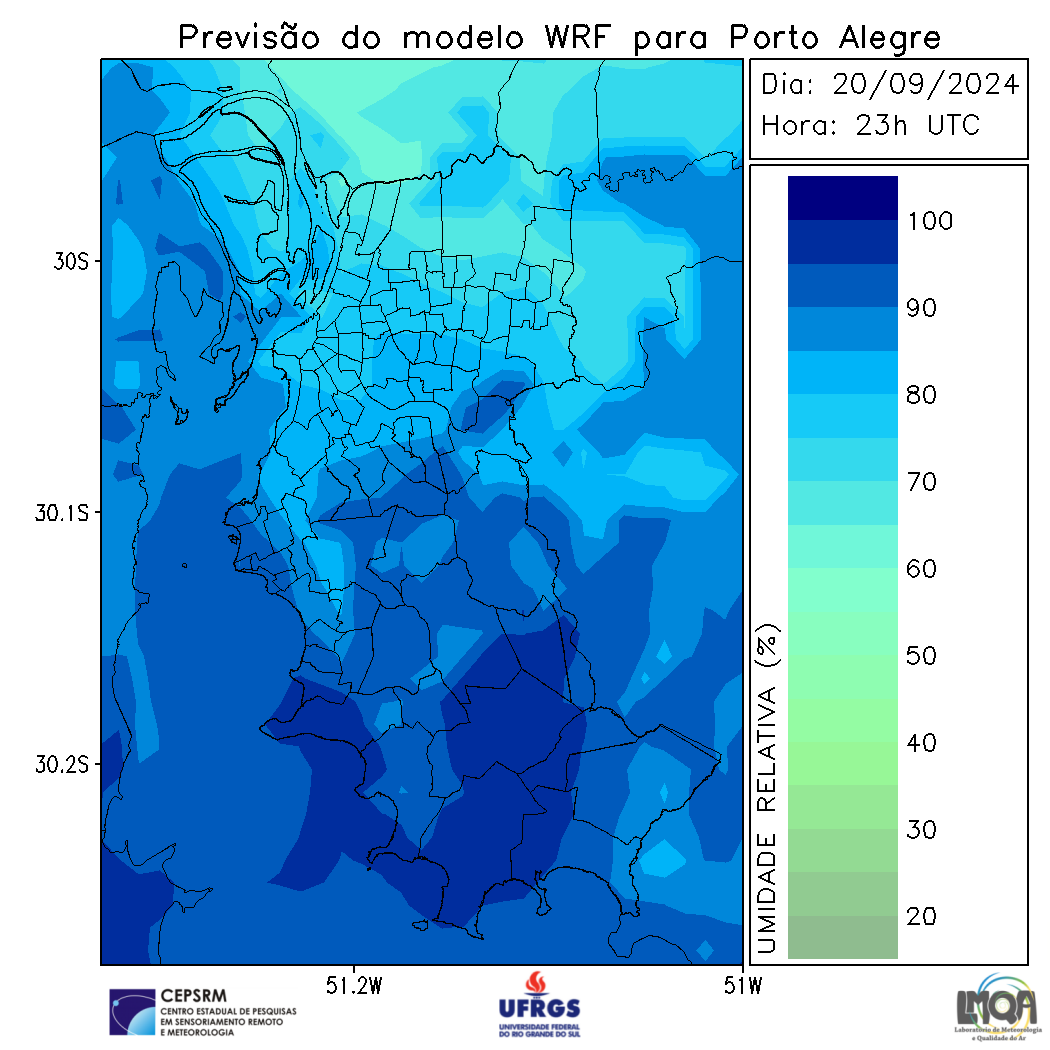 Previsão do modelo WRF para Porto Alegre
Dia: 20/09/2024
Hora: 23h UTC
30S
30.1S
30.2S
51.2W
51W
100
90
80
70
60
50
40
30
20
UMIDADE RELATIVA (%)
CEPSRM
CENTRO ESTADUAL DE PESQUISAS
EM SENSORIAMENTO REMOTO
E METEOROLOGIA
UFRGS
UNIVERSIDADE FEDERAL
DO RIO GRANDE DO SUL
LMQA
Laboratório de Meteorologia
e Qualidade do Ar